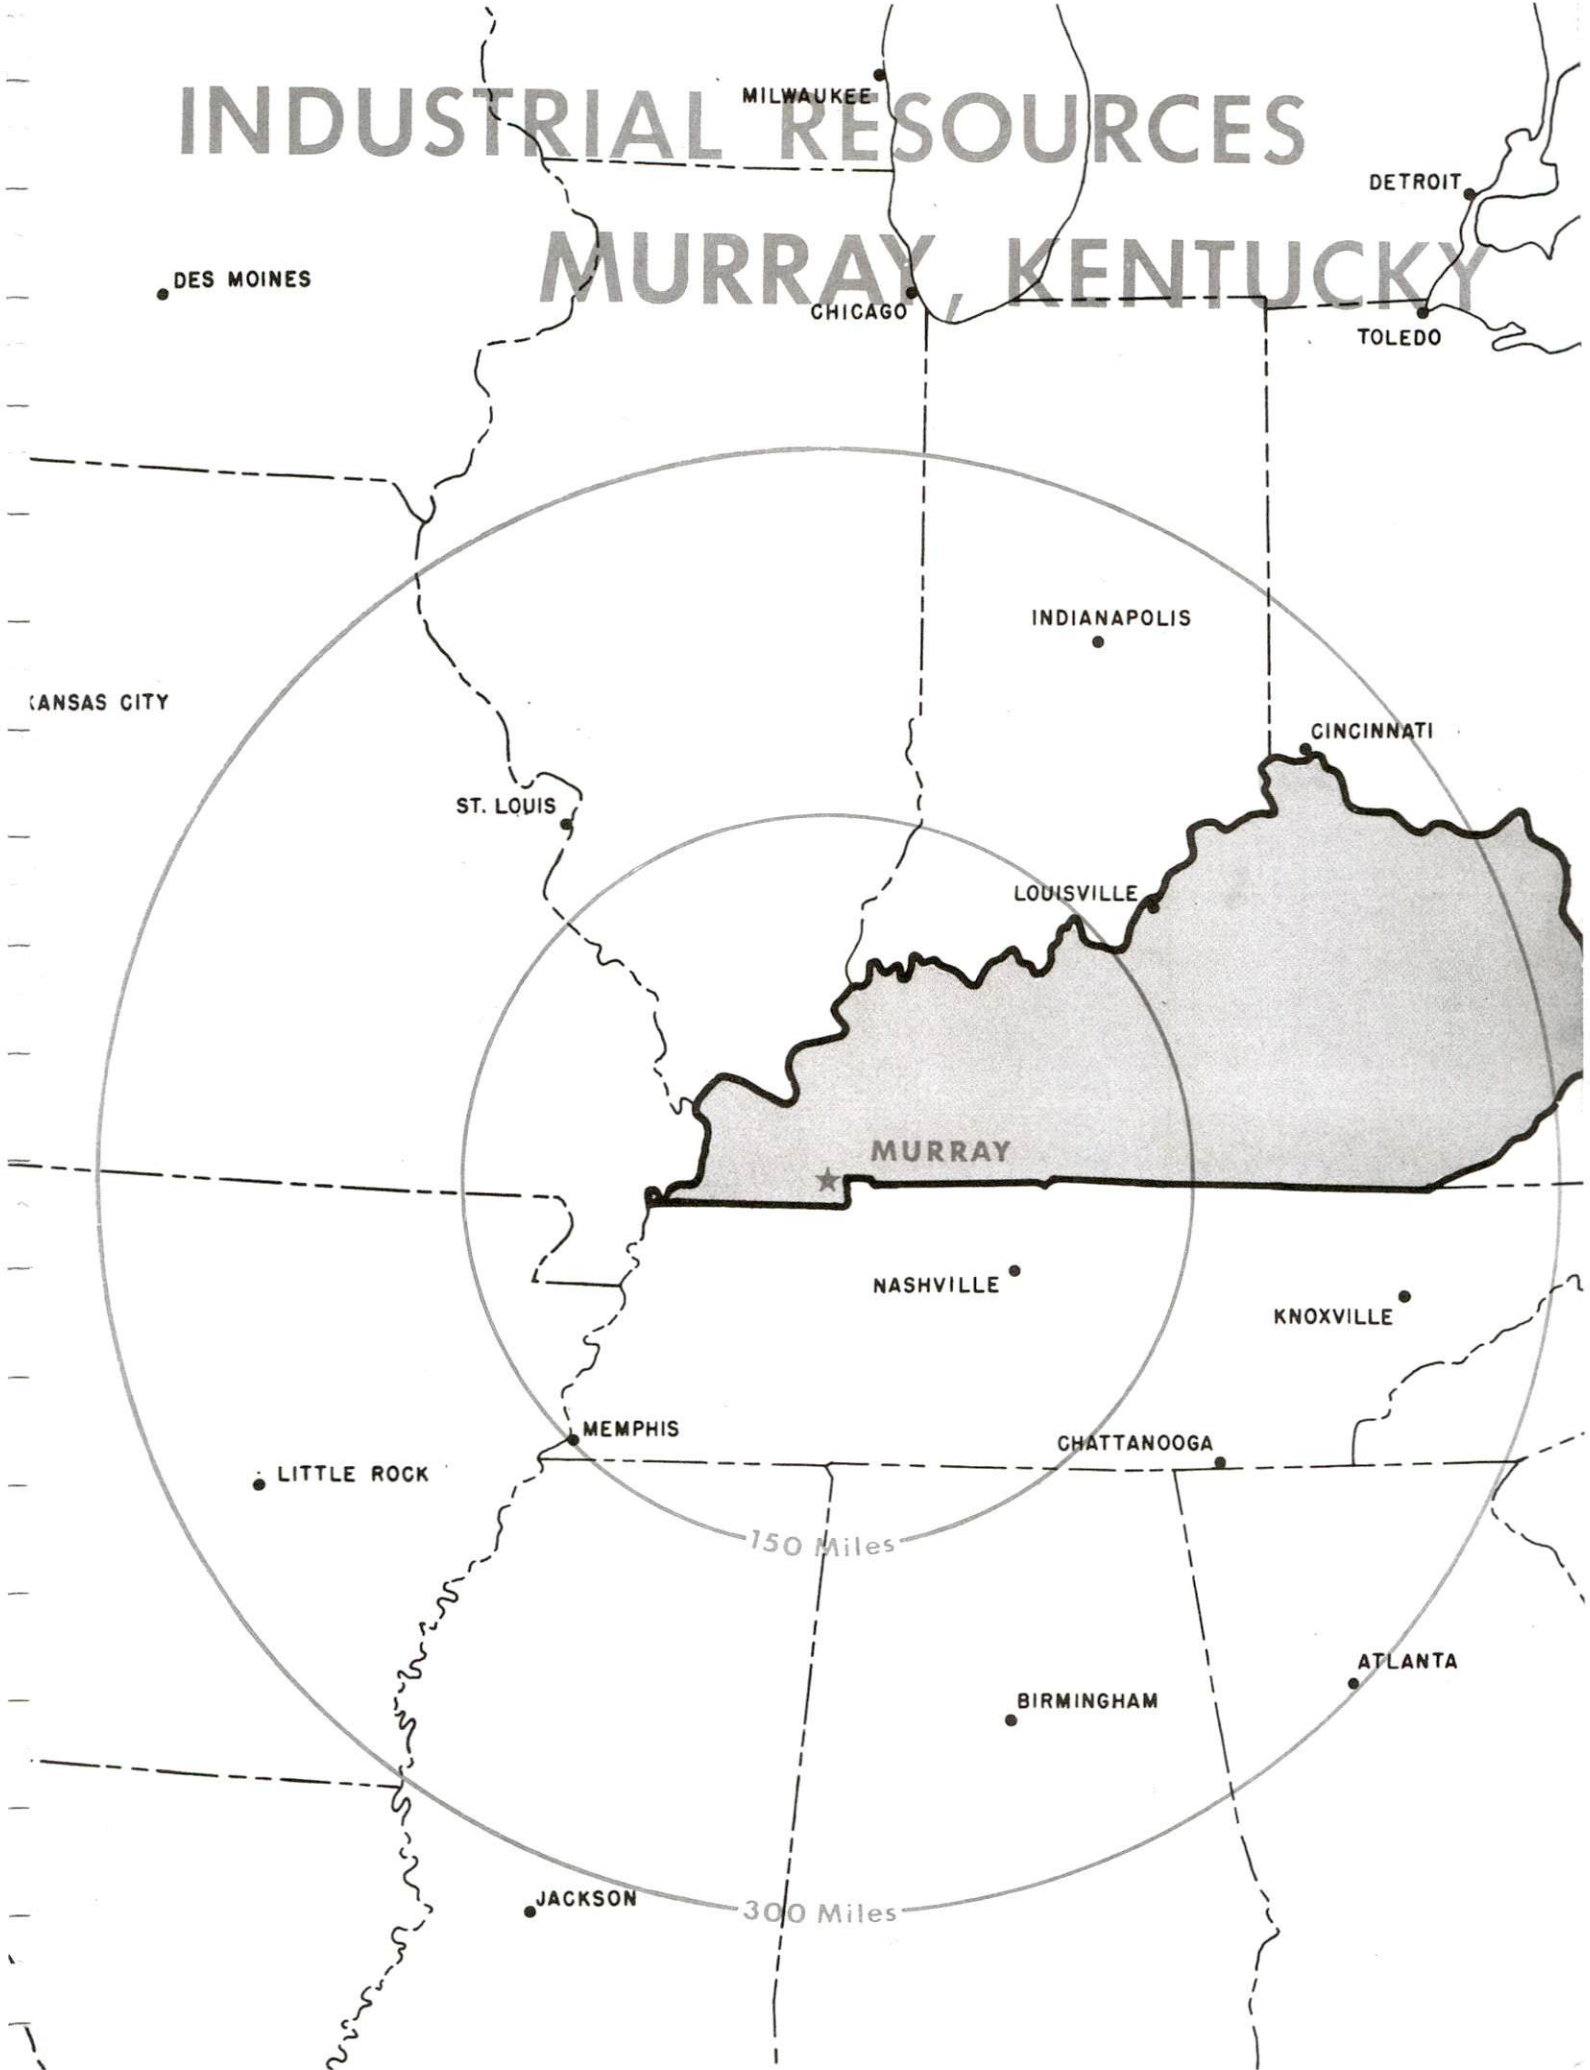 MILWAUKEE
INDUSTRIAL RESOURCES
DETROIT
MURRAY, KENTUCKY
DES MOINES
CHICAGO
TOLEDO
INDIANAPOLIS
KANSAS CITY
CINCINNATI
ST. LOUIS
LOUISVILLE
MURRAY
NASHVILLE
KNOXVILLE
MEMPHIS
CHATTANOOGA
LITTLE ROCK
150 Miles
ATLANTA
BIRMINGHAM
JACKSON
300 Miles